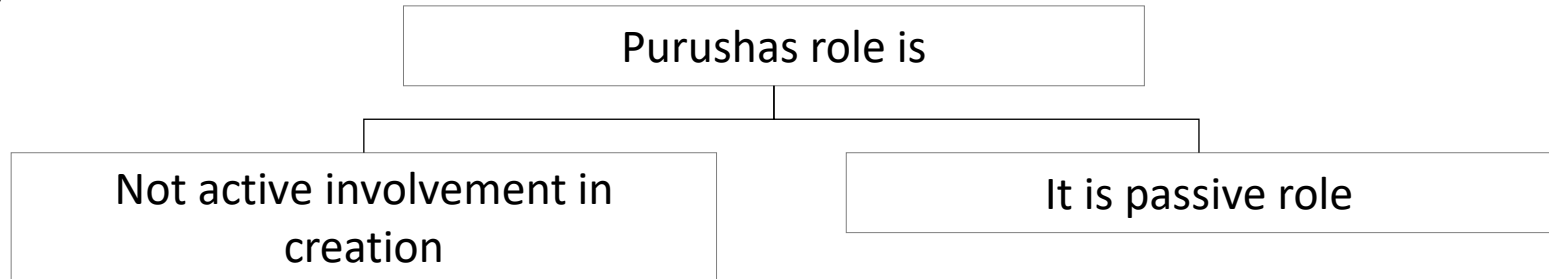 Purushas role is
Not active involvement in
creation
It is passive role